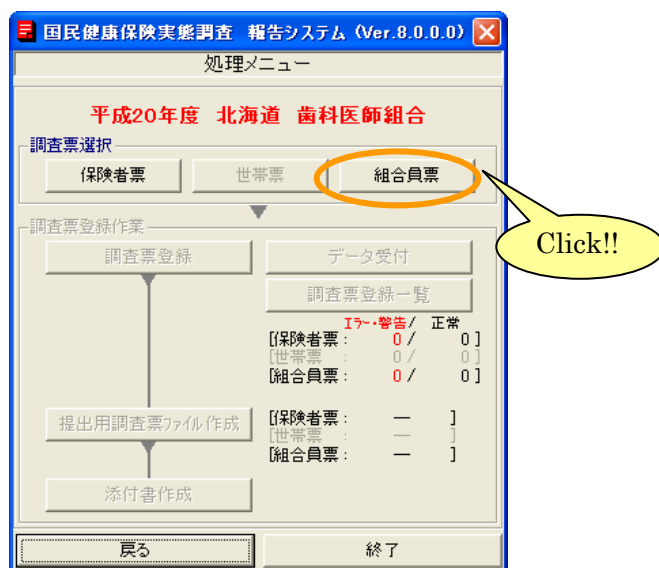 国民健康保険実態調査 報告システム (Ver.8.0.0.0)
処理メニュー
平成20年度 北海道 歯科医師組合
調査票選択
保険者票 世帯票 組合員票
Click!!
調査票登録作業
調査票登録 データ受付
調査票登録一覧
エラー・警告/ 正常
[保険者票: 0/ 0]
[世帯票 : 0/ 0]
[組合員票: 0/ 0]
提出用調査票ファイル作成
[保険者票: ― ]
[世帯票 : ― ]
[組合員票: ― ]
添付書作成
戻る 終了